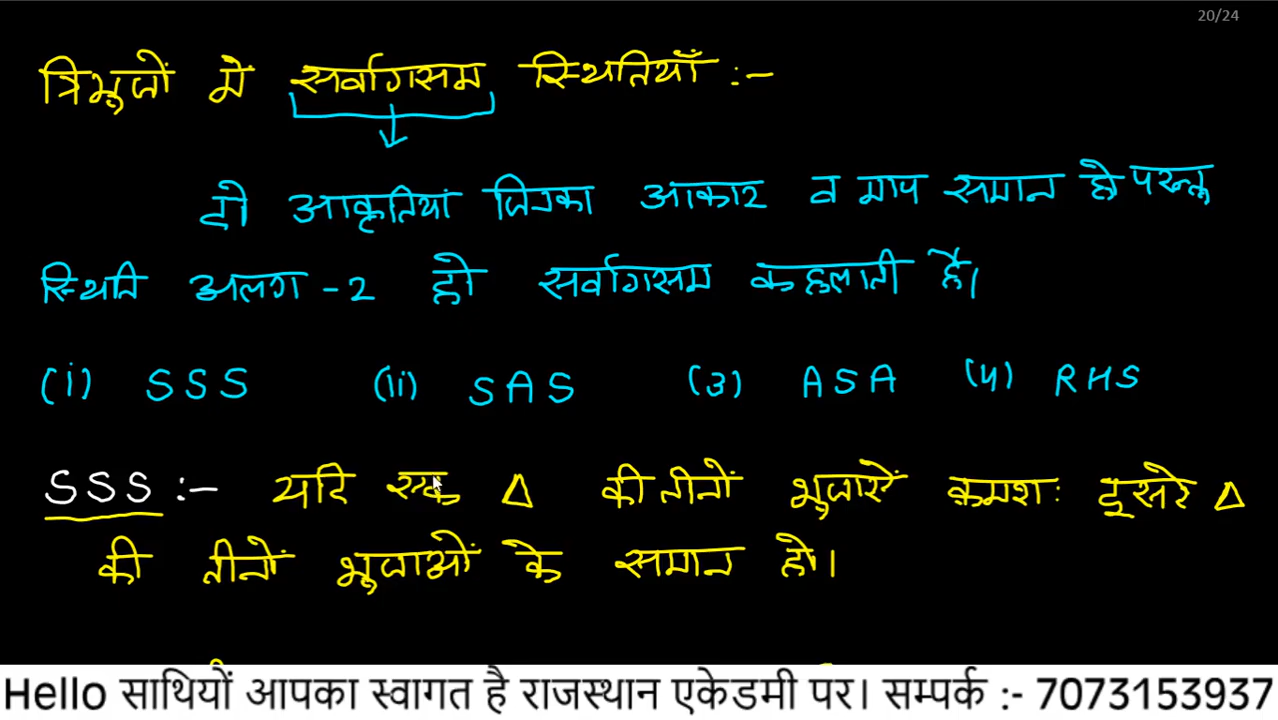 20/24
त्रिभुजों में सर्वागसम स्थितियाँ :-
दो आकृतियां जिनका आकार व माप समान हो परन्तु
स्थिति अलग -2 हो सर्वागसम कहलाती है।
(i) SSS (ii) SAS (3) ASA (4) RHS
SSS :- यदि एक Δ की तीनों भुजाएें क्रमशः दूसरे Δ
की तीनों भुजाओं के समान हो।
Hello साथियों आपका स्वागत है राजस्थान एकेडमी पर। सम्पर्क :- 7073153937